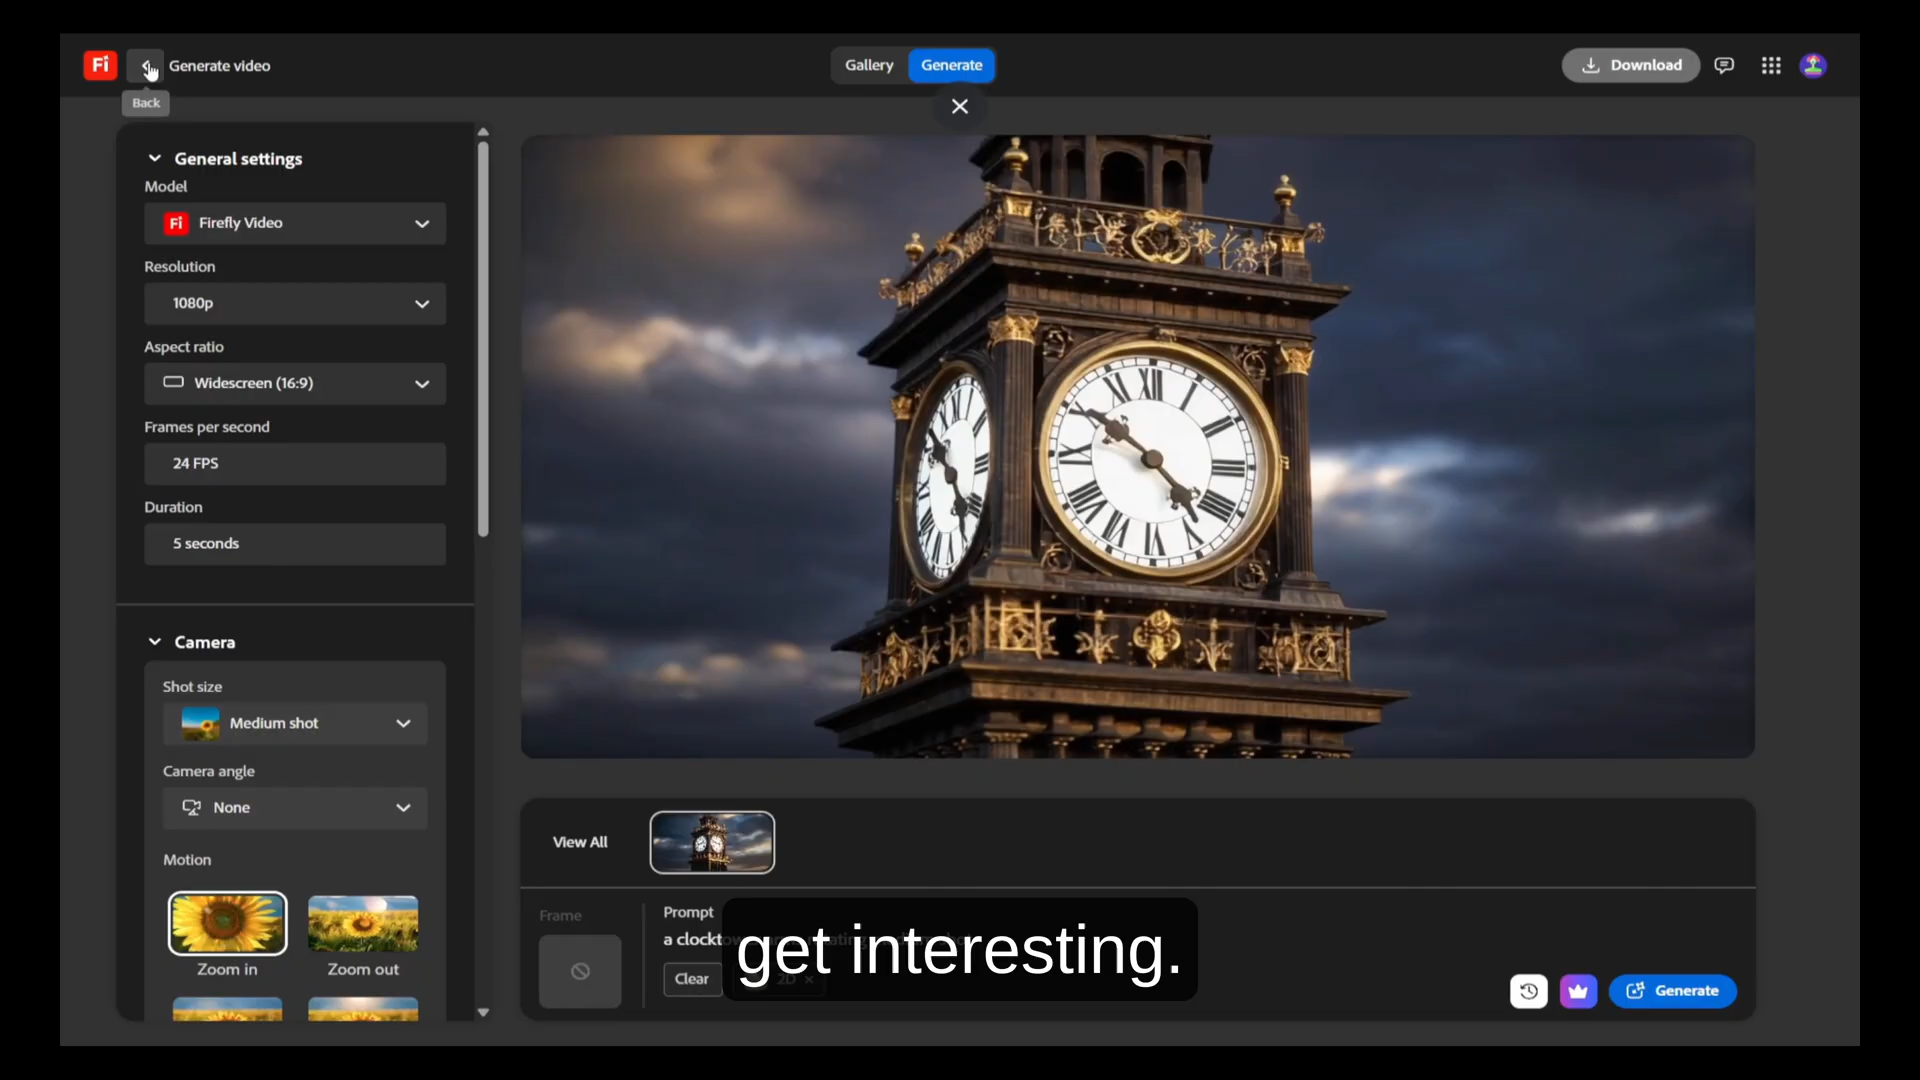 Fi
Generate video
Gallery
Generate
Download
Back
General settings
Model
Fi Firefly Video
Resolution
1080p
Aspect ratio
Widescreen (16:9)
Frames per second
24 FPS
Duration
5 seconds
Camera
Shot size
Medium shot
Camera angle
None
Motion
Zoom in
Zoom out
View All
Frame
Prompt
a clockt
get interesting.
Clear
2D
Generate